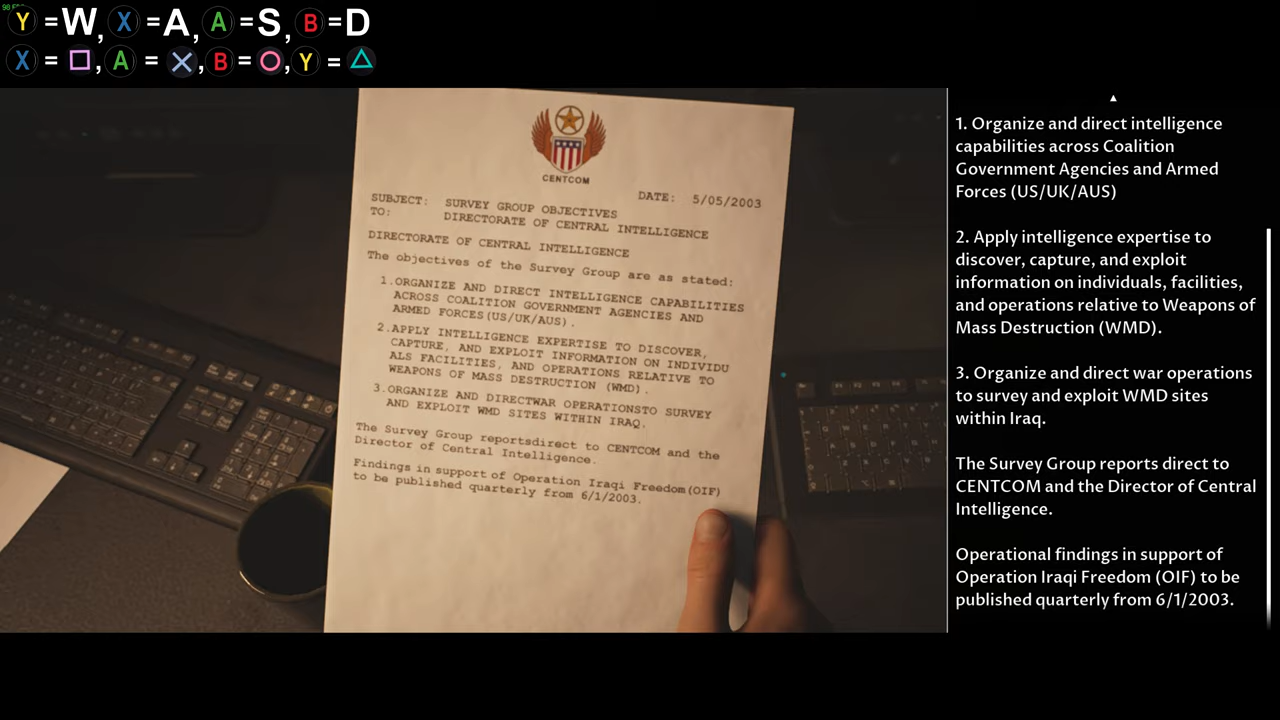 98 FPS
Y =W, X =A, A =S, B =D
X = □, A = ✕, B = ○, Y = △
CENTCOM
DATE: 5/05/2003
SUBJECT: SURVEY GROUP OBJECTIVES
TO: DIRECTORATE OF CENTRAL INTELLIGENCE
DIRECTORATE OF CENTRAL INTELLIGENCE
The objectives of the Survey Group are as stated:
1.ORGANIZE AND DIRECT INTELLIGENCE CAPABILITIES
ACROSS COALITION GOVERNMENT AGENCIES AND
ARMED FORCES(US/UK/AUS).
2.APPLY INTELLIGENCE EXPERTISE TO DISCOVER,
CAPTURE, AND EXPLOIT INFORMATION ON INDIVIDU
ALS FACILITIES, AND OPERATIONS RELATIVE TO
WEAPONS OF MASS DESTRUCTION (WMD).
3.ORGANIZE AND DIRECTWAR OPERATIONSTO SURVEY
AND EXPLOIT WMD SITES WITHIN IRAQ.
The Survey Group reportsdirect to CENTCOM and the
Director of Central Intelligence.
Findings in support of Operation Iraqi Freedom(OIF)
to be published quarterly from 6/1/2003.
1. Organize and direct intelligence
capabilities across Coalition
Government Agencies and Armed
Forces (US/UK/AUS)
2. Apply intelligence expertise to
discover, capture, and exploit
information on individuals, facilities,
and operations relative to Weapons of
Mass Destruction (WMD).
3. Organize and direct war operations
to survey and exploit WMD sites
within Iraq.
The Survey Group reports direct to
CENTCOM and the Director of Central
Intelligence.
Operational findings in support of
Operation Iraqi Freedom (OIF) to be
published quarterly from 6/1/2003.